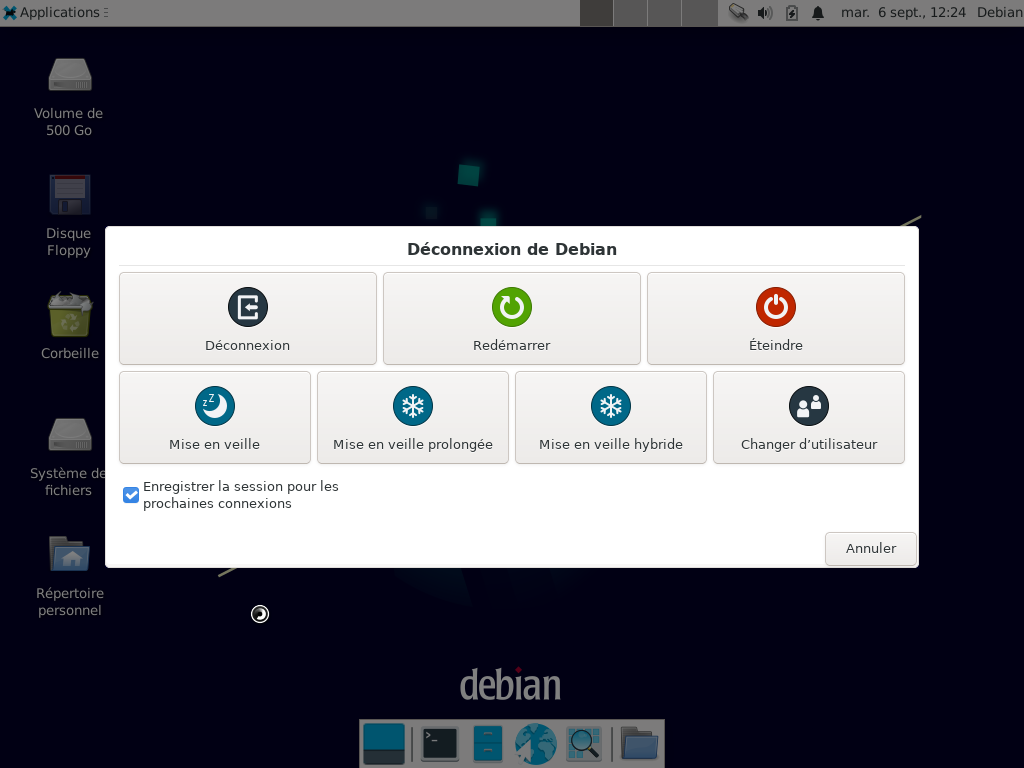 Applications
mar. 6 sept., 12:24 Debian
Volume de
500 Go
Disque
Floppy
Corbeille
Système de
fichiers
Répertoire
personnel
Déconnexion de Debian
Déconnexion
Redémarrer
Éteindre
Mise en veille
Mise en veille prolongée
Mise en veille hybride
Changer d’utilisateur
Enregistrer la session pour les
prochaines connexions
Annuler
debian